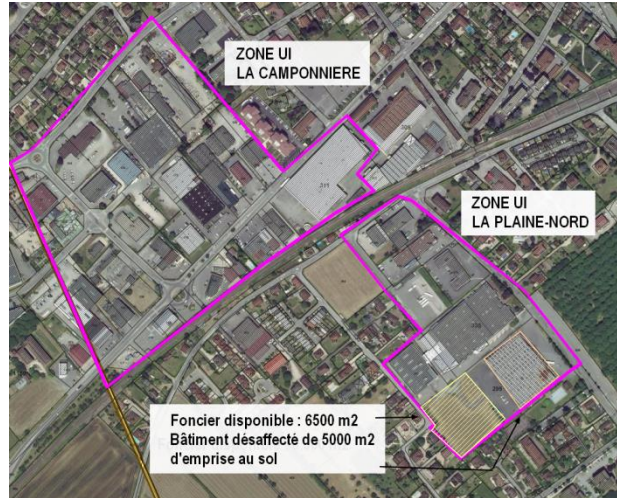 ZONE UI
LA CAMPONNIERE
ZONE UI
LA PLAINE-NORD
Foncier disponible : 6500 m2
Bâtiment désaffecté de 5000 m2
d'emprise au sol